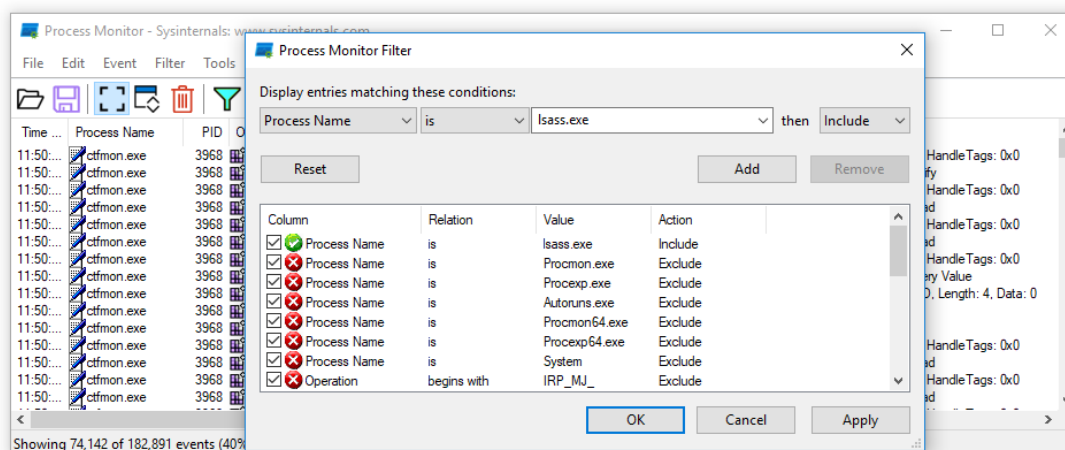 Process Monitor - Sysinternals: www.sysinternals.com
File Edit Event Filter Tools
Time ... Process Name PID O
11:50:... ctfmon.exe 3968 HandleTags: 0x0
11:50:... ctfmon.exe 3968
11:50:... ctfmon.exe 3968 HandleTags: 0x0
11:50:... ctfmon.exe 3968
11:50:... ctfmon.exe 3968 HandleTags: 0x0
11:50:... ctfmon.exe 3968
11:50:... ctfmon.exe 3968 HandleTags: 0x0
11:50:... ctfmon.exe 3968 ery Value
11:50:... ctfmon.exe 3968 D, Length: 4, Data: 0
11:50:... ctfmon.exe 3968
11:50:... ctfmon.exe 3968
11:50:... ctfmon.exe 3968 HandleTags: 0x0
11:50:... ctfmon.exe 3968
11:50:... ctfmon.exe 3968 HandleTags: 0x0
11:50:... ctfmon.exe 3968
Showing 74,142 of 182,891 events (40%
Process Monitor Filter
Display entries matching these conditions:
Process Name is lsass.exe then Include
Reset Add Remove
Column Relation Value Action
Process Name is lsass.exe Include
Process Name is Procmon.exe Exclude
Process Name is Procexp.exe Exclude
Process Name is Autoruns.exe Exclude
Process Name is Procmon64.exe Exclude
Process Name is Procexp64.exe Exclude
Process Name is System Exclude
Operation begins with IRP_MJ_ Exclude
OK Cancel Apply